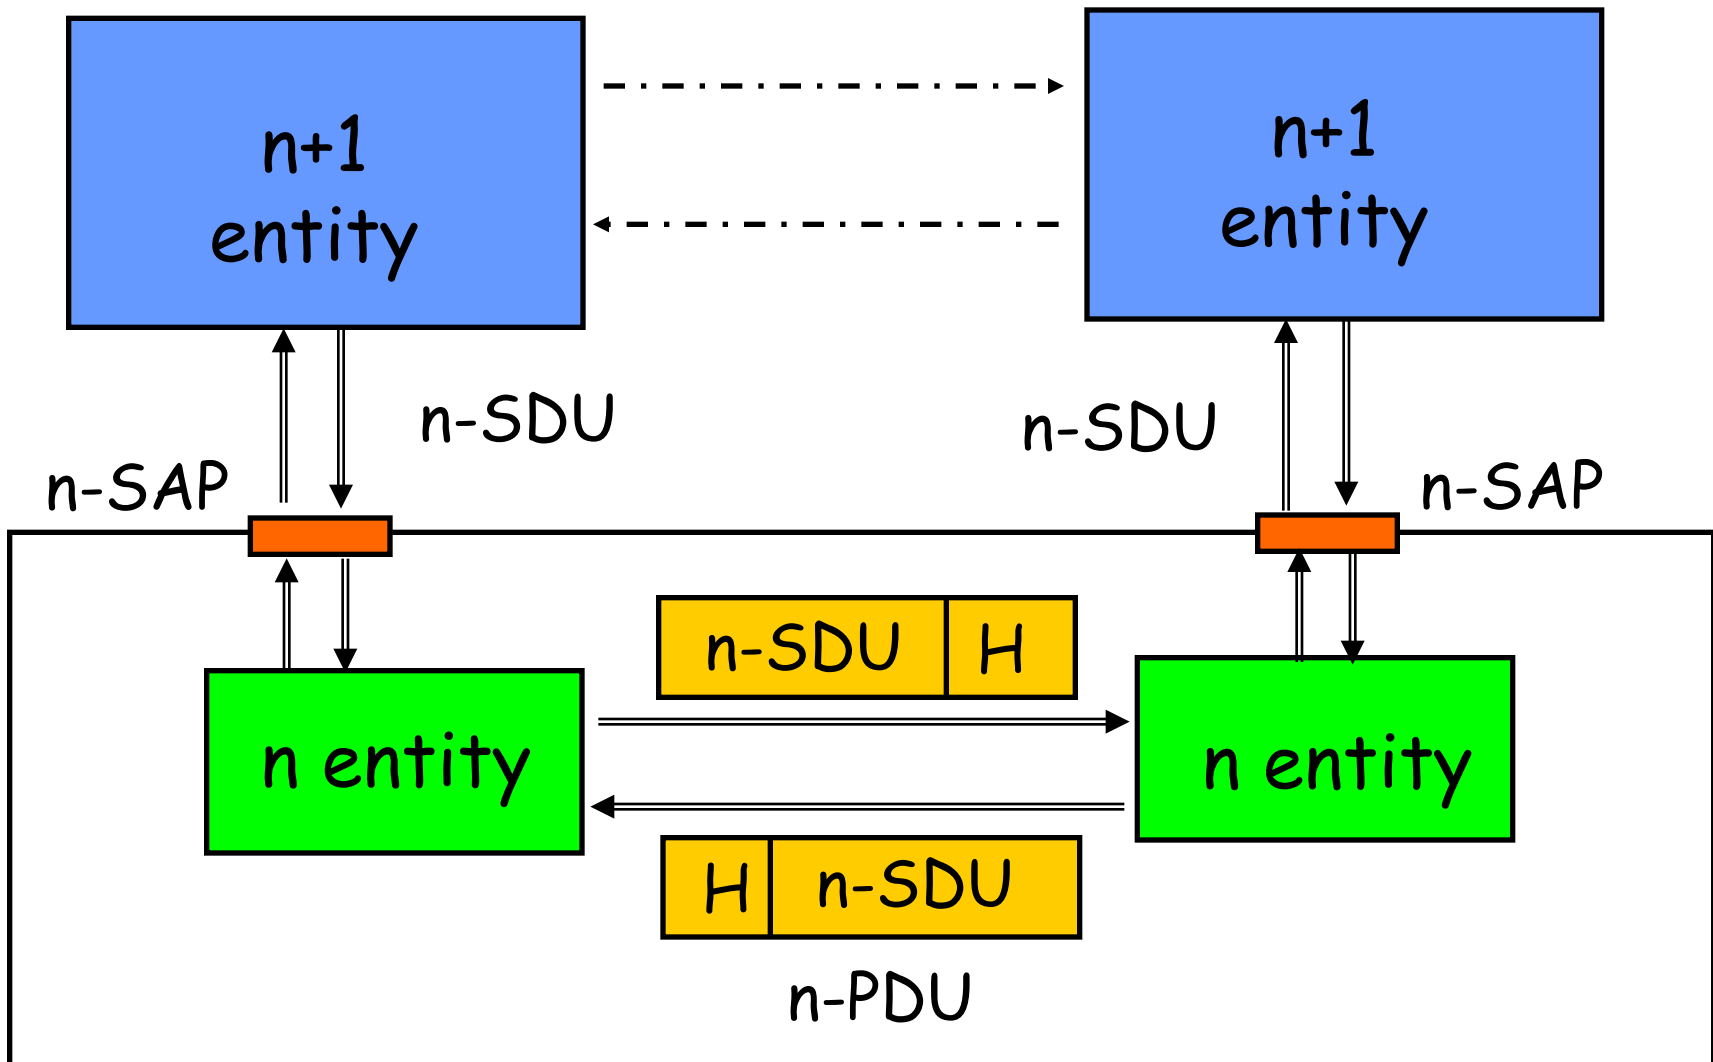 n+1
entity
n+1
entity
n-SDU
n-SDU
n-SAP
n-SAP
n-SDU H
n entity
n entity
H n-SDU
n-PDU